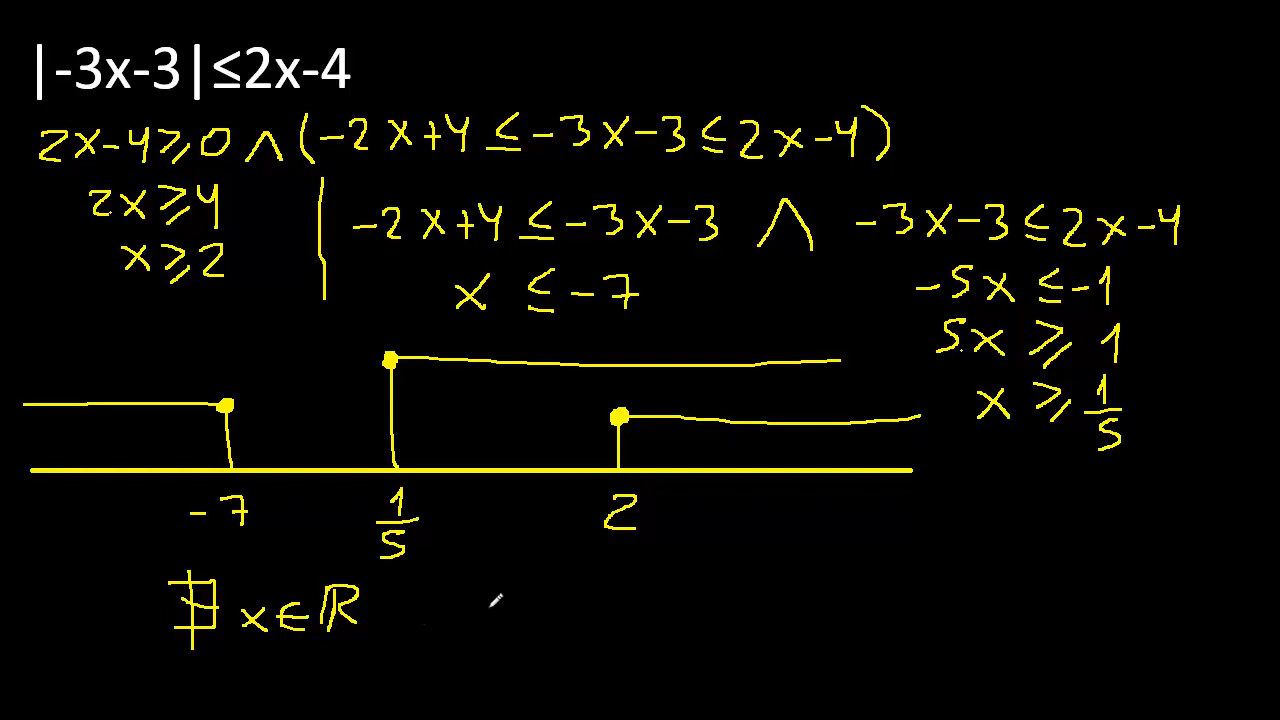 |-3x-3|≤2x-4
2x-4≥0 ∧ (-2x+4≤-3x-3≤2x-4)
2x≥4
x≥2
-2x+4≤-3x-3 ∧ -3x-3≤2x-4
x ≤ -7
-5x ≤ -1
5x ≥ 1
x ≥ 1/5
-7 1/5 2
∄ x∈ℝ